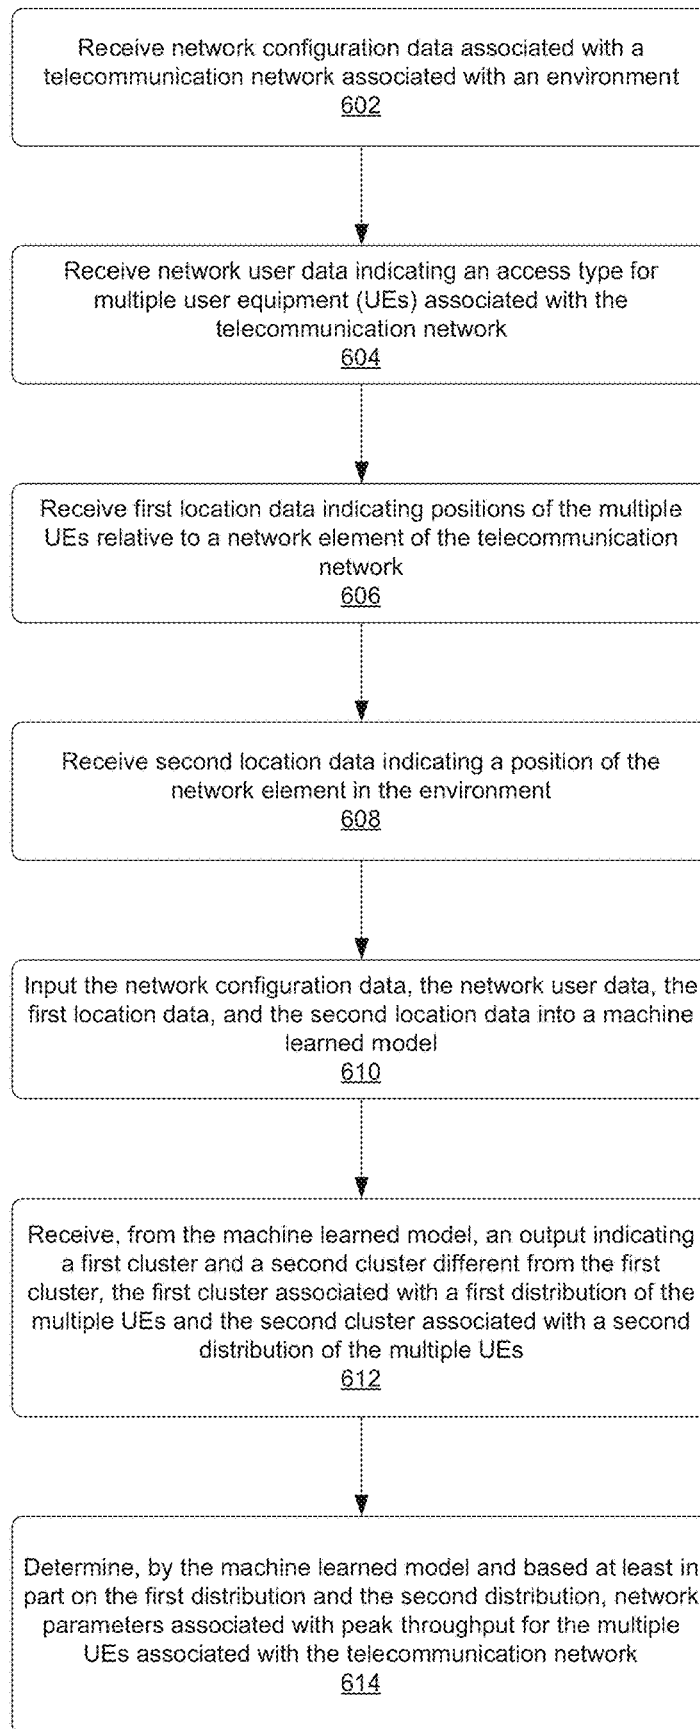 Receive network configuration data associated with a
telecommunication network associated with an environment
602
Receive network user data indicating an access type for
multiple user equipment (UEs) associated with the
telecommunication network
604
Receive first location data indicating positions of the multiple
UEs relative to a network element of the telecommunication
network
606
Receive second location data indicating a position of the
network element in the environment
608
Input the network configuration data, the network user data, the
first location data, and the second location data into a machine
learned model
610
Receive, from the machine learned model, an output indicating
a first cluster and a second cluster different from the first
cluster, the first cluster associated with a first distribution of the
multiple UEs and the second cluster associated with a second
distribution of the multiple UEs
612
Determine, by the machine learned model and based at least in
part on the first distribution and the second distribution, network
parameters associated with peak throughput for the multiple
UEs associated with the telecommunication network
614